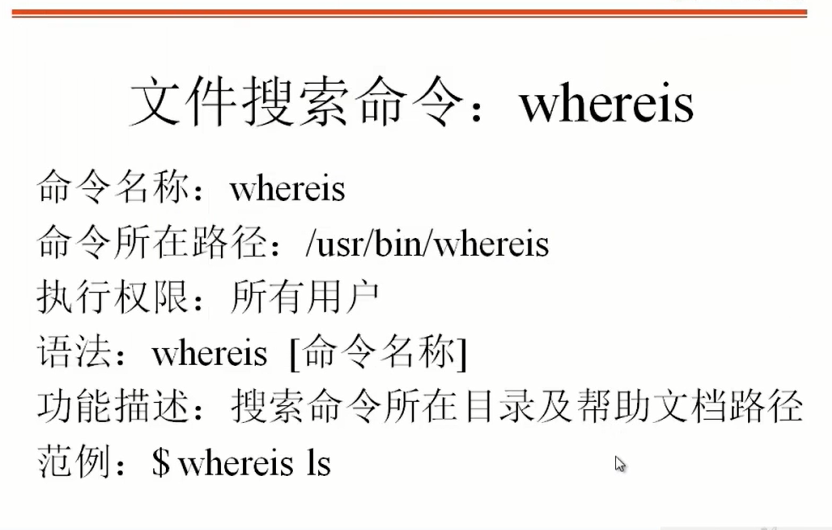 文件搜索命令：whereis
命令名称：whereis
命令所在路径：/usr/bin/whereis
执行权限：所有用户
语法：whereis [命令名称]
功能描述：搜索命令所在目录及帮助文档路径
范例：$ whereis ls